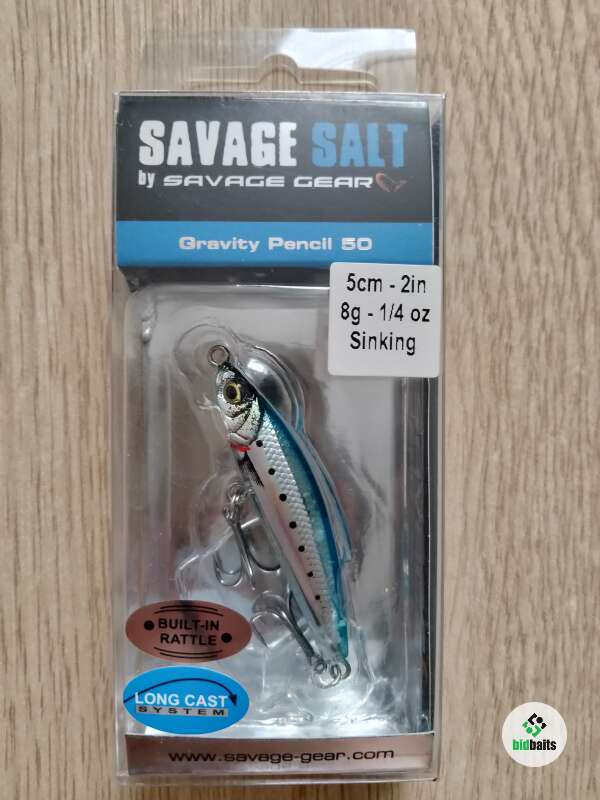 SAVAGE SALT
by SAVAGE GEAR
Gravity Pencil 50
5cm - 2in
8g - 1/4 oz
Sinking
BUILT-IN
RATTLE
LONG CAST
SYSTEM
www.savage-gear.com
bidbaits